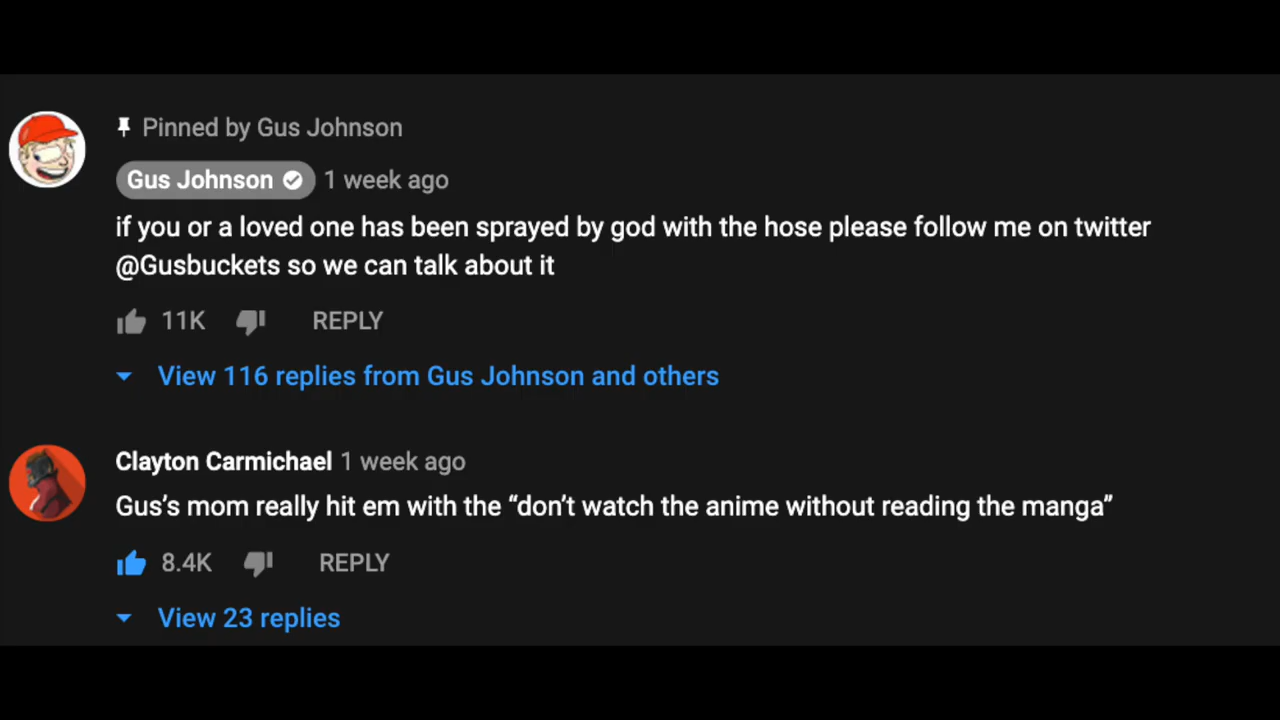 Pinned by Gus Johnson
Gus Johnson 1 week ago
if you or a loved one has been sprayed by god with the hose please follow me on twitter
@Gusbuckets so we can talk about it
11K REPLY
View 116 replies from Gus Johnson and others
Clayton Carmichael 1 week ago
Gus's mom really hit em with the “don't watch the anime without reading the manga”
8.4K REPLY
View 23 replies